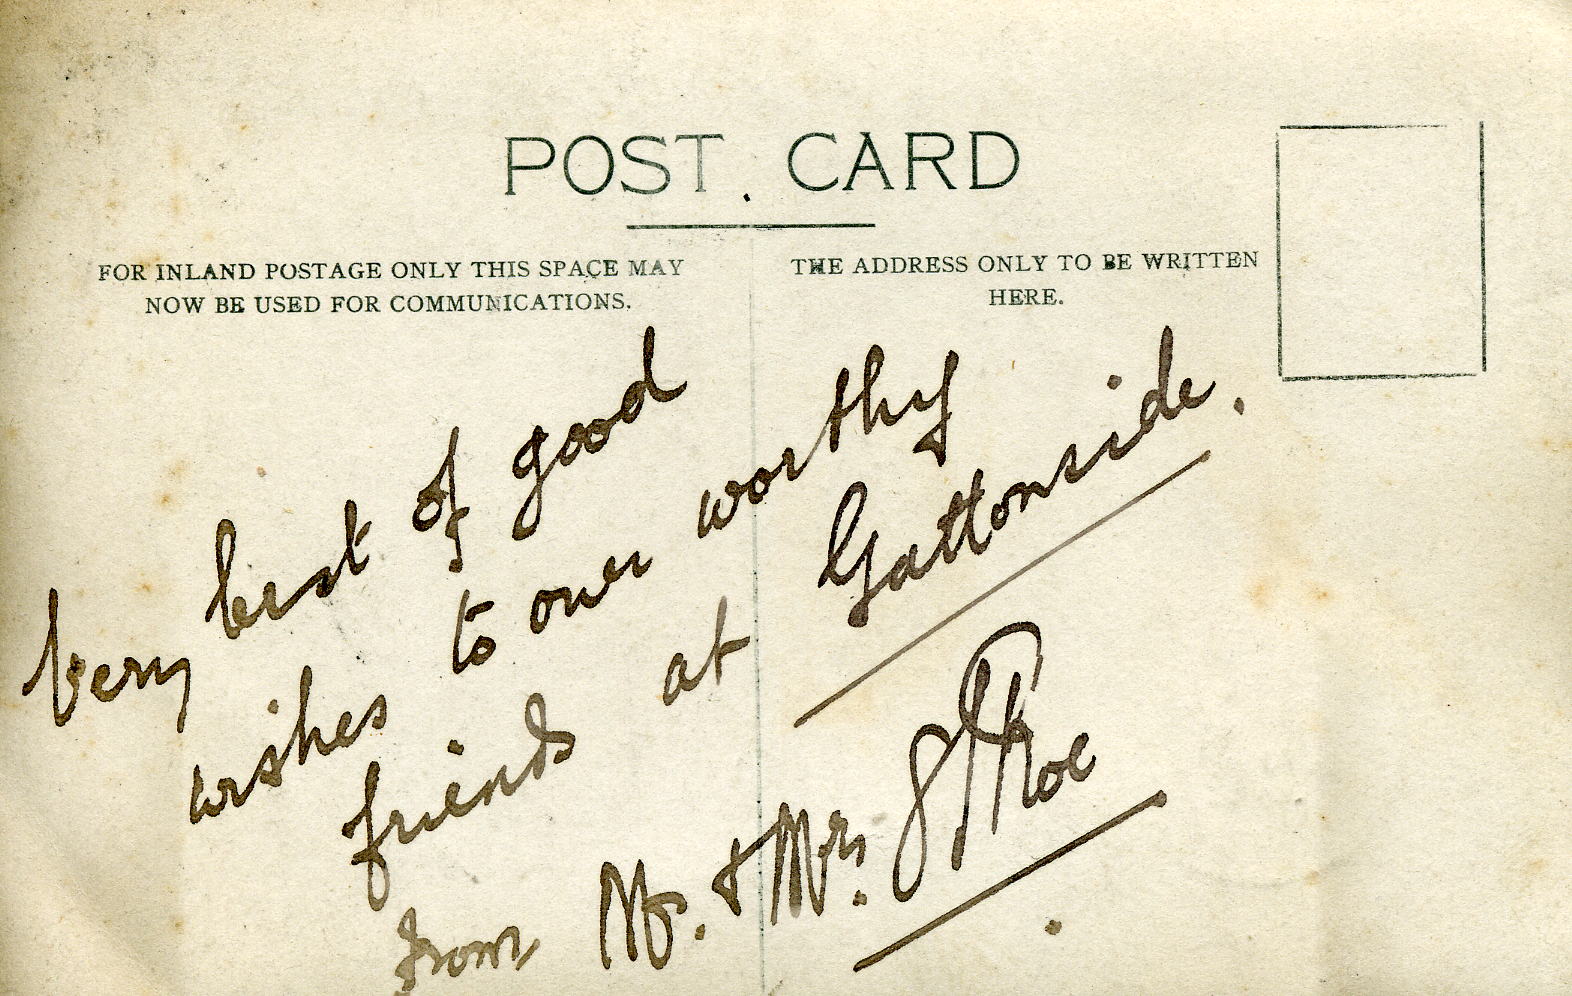 POST CARD
FOR INLAND POSTAGE ONLY THIS SPACE MAY
NOW BE USED FOR COMMUNICATIONS.
THE ADDRESS ONLY TO BE WRITTEN
HERE.
Very best of good
wishes to our worthy
friends at Gattonside.
from Mr. & Mrs. Roe